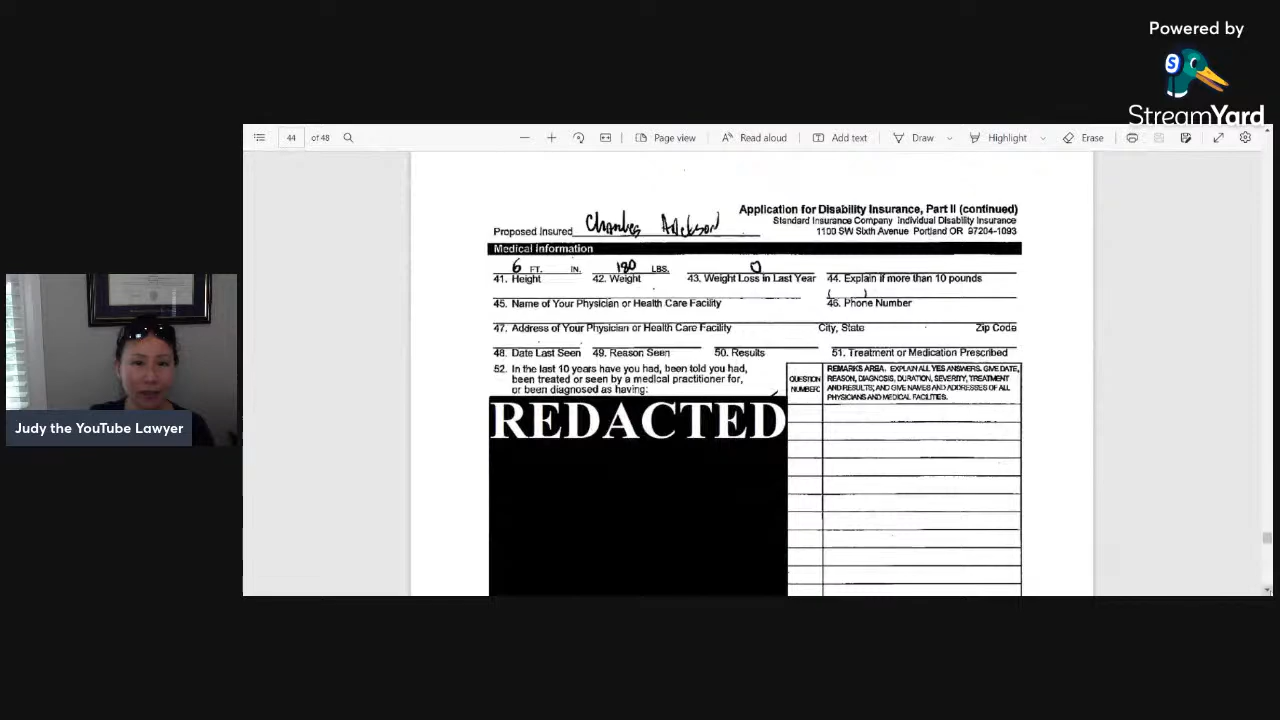 Powered by
StreamYard
44 of 48 Page view Read aloud Add text Draw Highlight Erase
Application for Disability Insurance, Part II (continued)
Standard Insurance Company Individual Disability Insurance
1100 SW Sixth Avenue Portland OR 97204-1093
Proposed Insured Charles
Medical Information
6 FT. IN. 180 LBS. 0
41. Height 42. Weight 43. Weight Loss in Last Year 44. Explain if more than 10 pounds
( )
45. Name of Your Physician or Health Care Facility 46. Phone Number
47. Address of Your Physician or Health Care Facility City, State Zip Code
48. Date Last Seen 49. Reason Seen 50. Results 51. Treatment or Medication Prescribed
52. In the last 10 years have you had, been told you had,
been treated or seen by a medical practitioner for,
or been diagnosed as having:
QUESTION
NUMBER:
REMARKS AREA. EXPLAIN ALL YES ANSWERS. GIVE DATE,
REASON, DIAGNOSIS, DURATION, SEVERITY, TREATMENT
AND RESULTS; AND GIVE NAMES AND ADDRESSES OF ALL
PHYSICIANS AND MEDICAL FACILITIES.
REDACTED
Judy the YouTube Lawyer